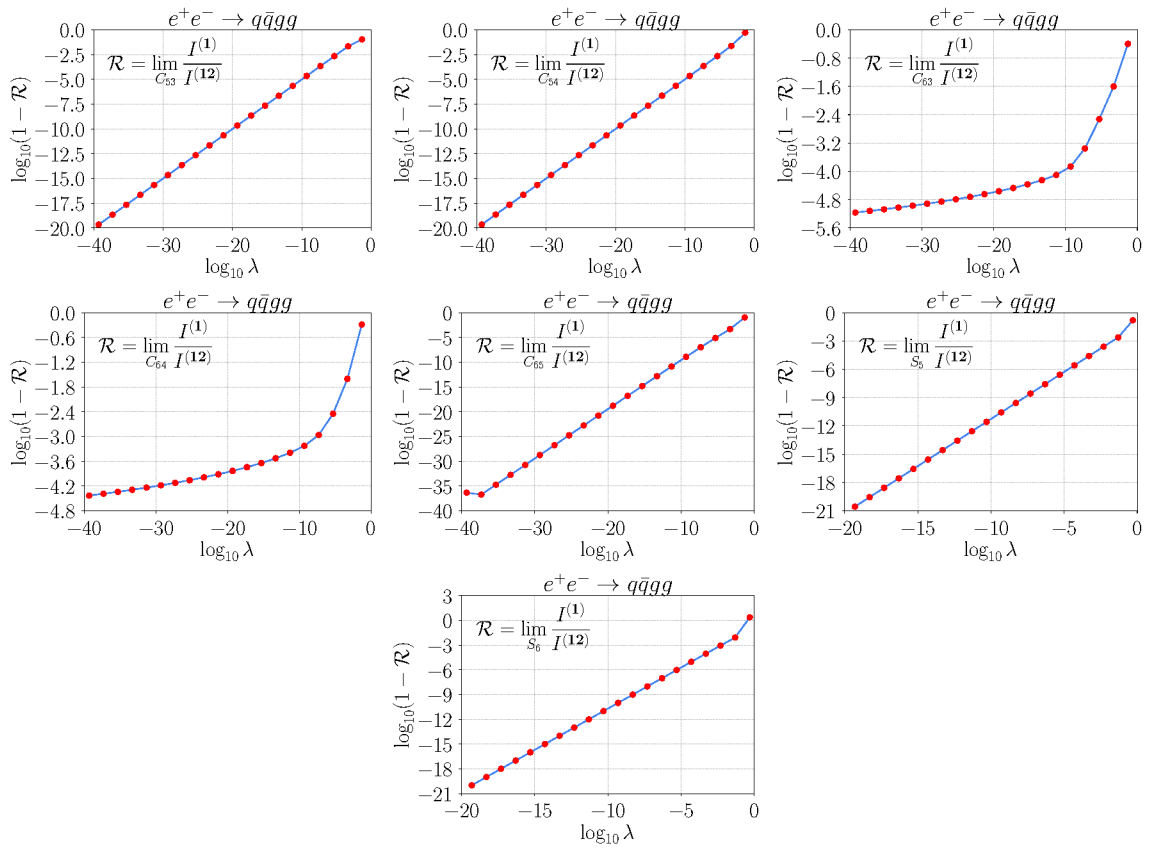 e⁺e⁻ → qq̄gg
ℛ = lim_{C₅₃} I^{(1)}/I^{(12)}
log₁₀(1 − ℛ)
0.0
−2.5
−5.0
−7.5
−10.0
−12.5
−15.0
−17.5
−20.0
−40 −30 −20 −10 0
log₁₀ λ
e⁺e⁻ → qq̄gg
ℛ = lim_{C₅₄} I^{(1)}/I^{(12)}
log₁₀(1 − ℛ)
0.0
−2.5
−5.0
−7.5
−10.0
−12.5
−15.0
−17.5
−20.0
−40 −30 −20 −10 0
log₁₀ λ
e⁺e⁻ → qq̄gg
ℛ = lim_{C₆₃} I^{(1)}/I^{(12)}
log₁₀(1 − ℛ)
0.0
−0.8
−1.6
−2.4
−3.2
−4.0
−4.8
−5.6
−40 −30 −20 −10 0
log₁₀ λ
e⁺e⁻ → qq̄gg
ℛ = lim_{C₆₄} I^{(1)}/I^{(12)}
log₁₀(1 − ℛ)
0.0
−0.6
−1.2
−1.8
−2.4
−3.0
−3.6
−4.2
−4.8
−40 −30 −20 −10 0
log₁₀ λ
e⁺e⁻ → qq̄gg
ℛ = lim_{C₆₅} I^{(1)}/I^{(12)}
log₁₀(1 − ℛ)
0
−5
−10
−15
−20
−25
−30
−35
−40
−40 −30 −20 −10 0
log₁₀ λ
e⁺e⁻ → qq̄gg
ℛ = lim_{S₅} I^{(1)}/I^{(12)}
log₁₀(1 − ℛ)
0
−3
−6
−9
−12
−15
−18
−21
−20 −15 −10 −5 0
log₁₀ λ
e⁺e⁻ → qq̄gg
ℛ = lim_{S₆} I^{(1)}/I^{(12)}
log₁₀(1 − ℛ)
3
0
−3
−6
−9
−12
−15
−18
−21
−20 −15 −10 −5 0
log₁₀ λ